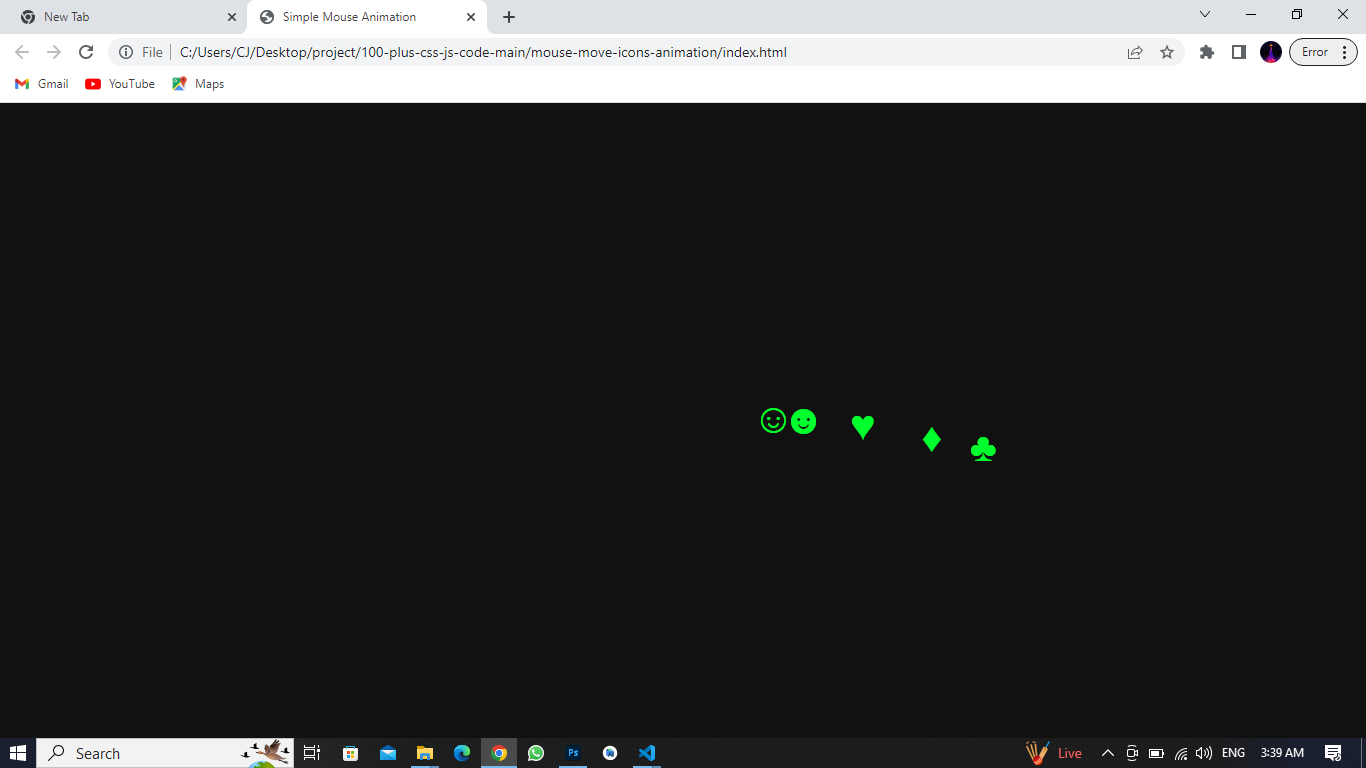 New Tab
Simple Mouse Animation
File
C:/Users/CJ/Desktop/project/100-plus-css-js-code-main/mouse-move-icons-animation/index.html
Error
Gmail
YouTube
Maps
☺ ☻ ♥ ♦ ♣
Search
Ps
Live
ENG
3:39 AM